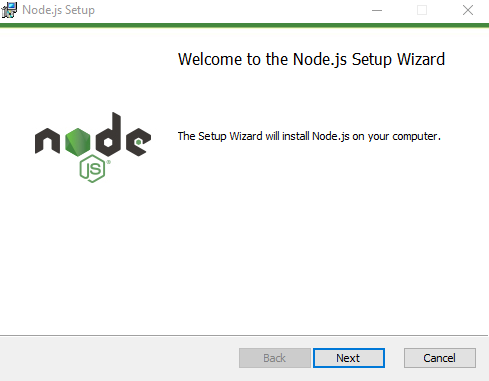 Node.js Setup
Welcome to the Node.js Setup Wizard
node
JS®
The Setup Wizard will install Node.js on your computer.
Back
Next
Cancel